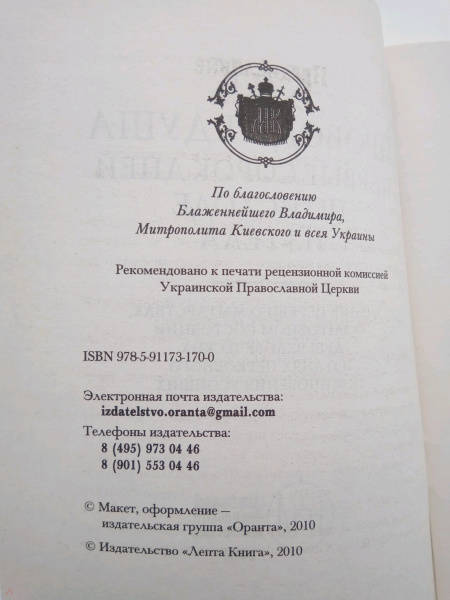 По благословению
Блаженнейшего Владимира,
Митрополита Киевского и всея Украины
Рекомендовано к печати рецензионной комиссией
Украинской Православной Церкви
ISBN 978-5-91173-170-0
Электронная почта издательства:
izdatelstvo.oranta@gmail.com
Телефоны издательства:
8 (495) 973 04 46
8 (901) 553 04 46
© Макет, оформление —
издательская группа «Оранта», 2010
© Издательство «Лепта Книга», 2010